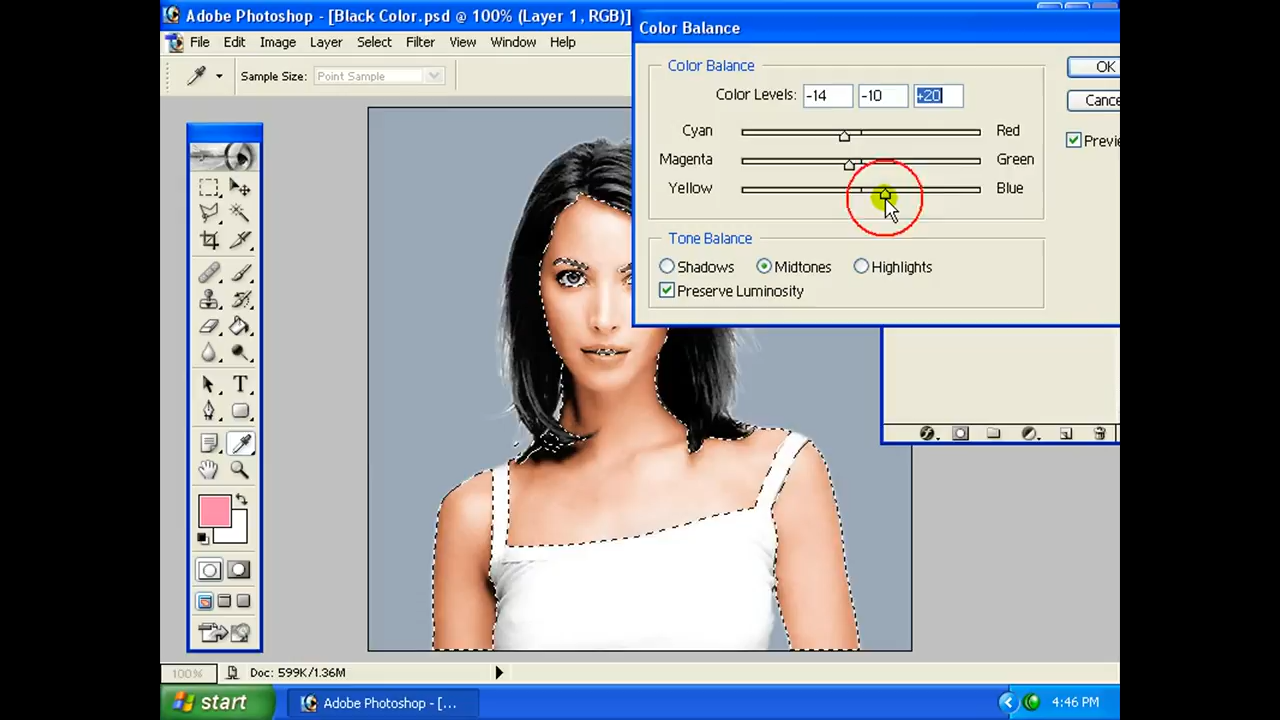 Adobe Photoshop - [Black Color.psd @ 100% (Layer 1, RGB)]
File Edit Image Layer Select Filter View Window Help
Sample Size: Point Sample
Color Balance
Color Balance
Color Levels: -14 -10 +20
Cyan Red
Magenta Green
Yellow Blue
OK
Cance
Previe
Tone Balance
Shadows Midtones Highlights
Preserve Luminosity
T
100% Doc: 599K/1.36M
start Adobe Photoshop - [... 4:46 PM